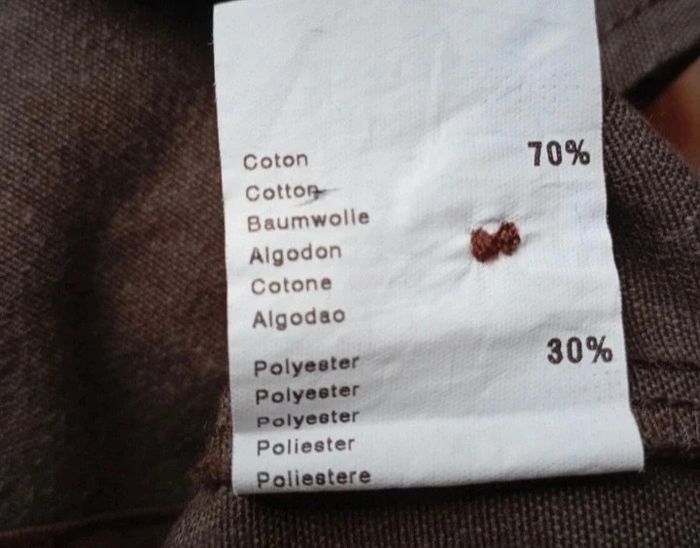 Coton 70%
Cotton
Baumwolle
Algodon
Cotone
Algodao
Polyester 30%
Polyester
Polyester
Poliester
Poliestere